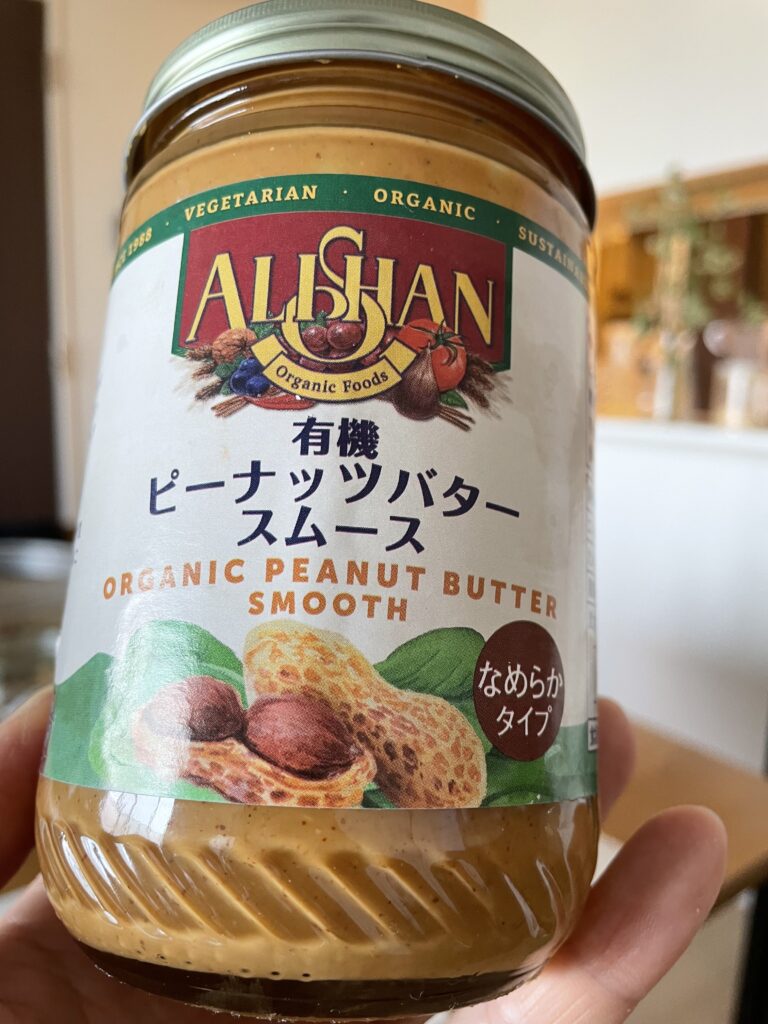 1988 · VEGETARIAN · ORGANIC ·
ALISHAN
Organic Foods
有機
ピーナッツバター
スムース
ORGANIC PEANUT BUTTER
SMOOTH
なめらか
タイプ